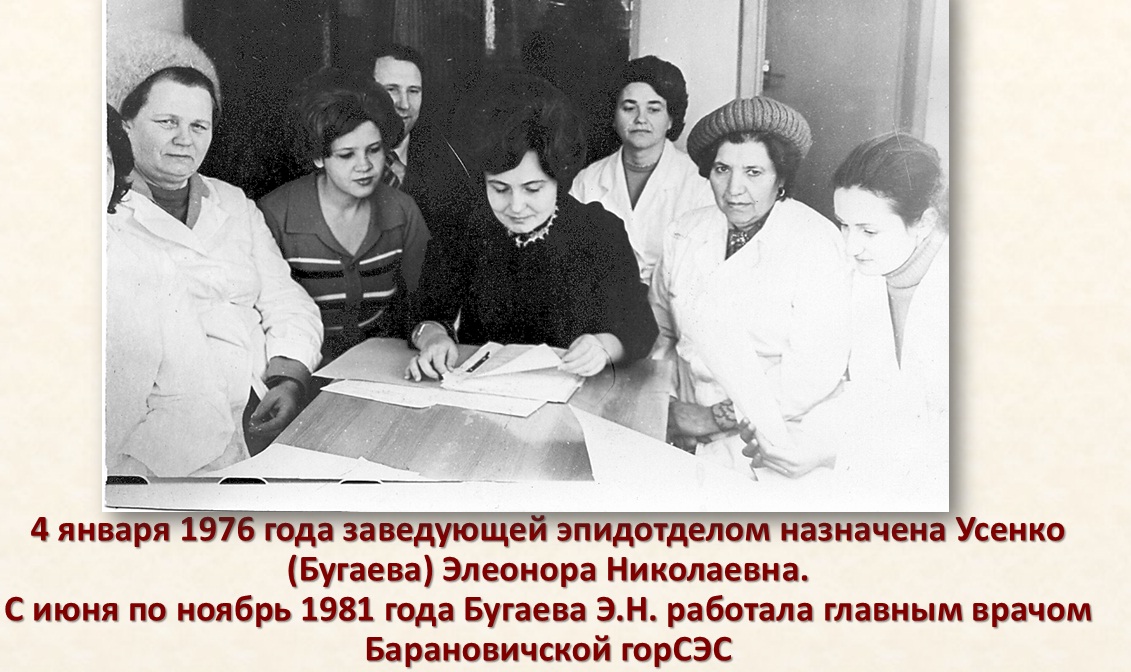 4 января 1976 года заведующей эпидотделом назначена Усенко
(Бугаева) Элеонора Николаевна.
С июня по ноябрь 1981 года Бугаева Э.Н. работала главным врачом
Барановичской горСЭС